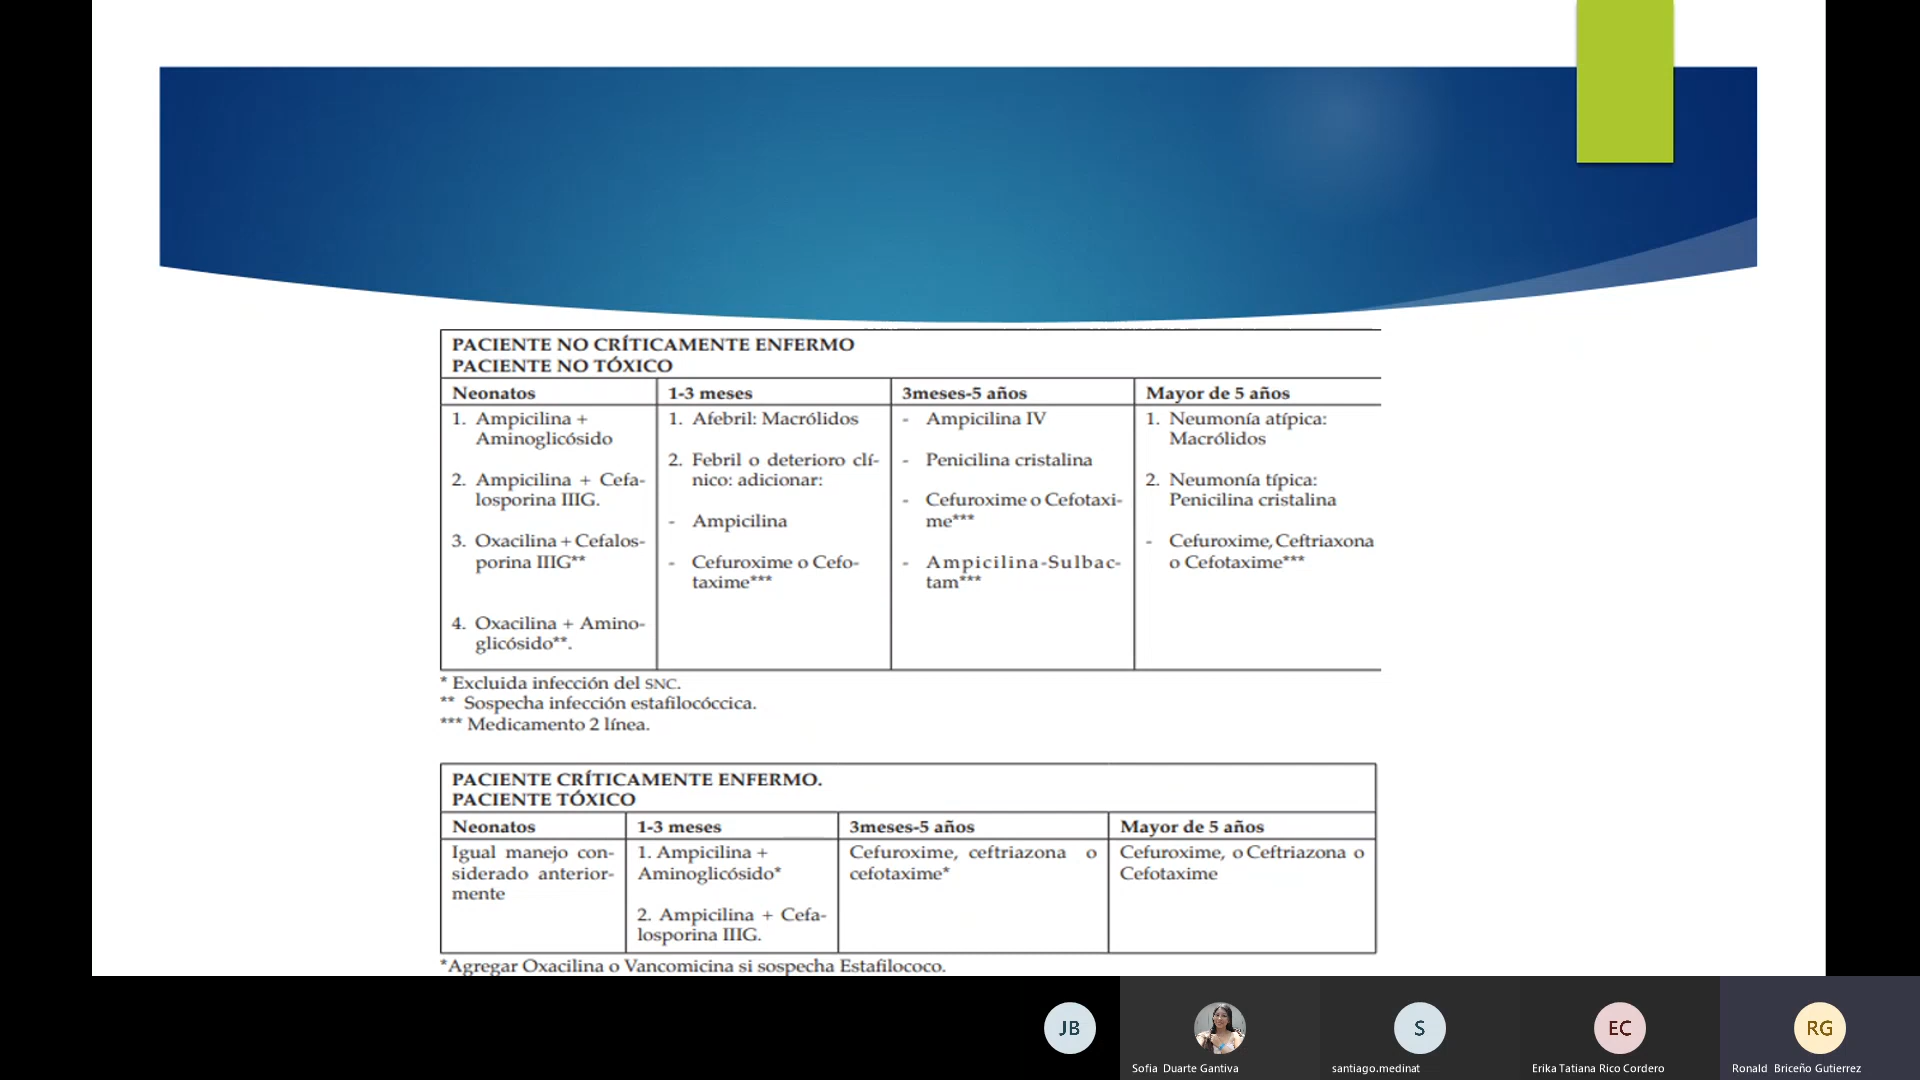 PACIENTE NO CRÍTICAMENTE ENFERMO
PACIENTE NO TÓXICO
Neonatos
1. Ampicilina +
Aminoglicósido
2. Ampicilina + Cefa-
losporina IIIG.
3. Oxacilina + Cefalos-
porina IIIG**
4. Oxacilina + Amino-
glicósido**.
1-3 meses
1. Afebril: Macrólidos
2. Febril o deterioro clí-
nico: adicionar:
- Ampicilina
- Cefuroxime o Cefo-
taxime***
3meses-5 años
- Ampicilina IV
- Penicilina cristalina
- Cefuroxime o Cefotaxi-
me***
- Ampicilina-Sulbac-
tam***
Mayor de 5 años
1. Neumonía atípica:
Macrólidos
2. Neumonía típica:
Penicilina cristalina
- Cefuroxime, Ceftriaxona
o Cefotaxime***
* Excluida infección del SNC.
** Sospecha infección estafilocóccica.
*** Medicamento 2 línea.
PACIENTE CRÍTICAMENTE ENFERMO.
PACIENTE TÓXICO
Neonatos
Igual manejo con-
siderado anterior-
mente
1-3 meses
1. Ampicilina +
Aminoglicósido*
2. Ampicilina + Cefa-
losporina IIIG.
3meses-5 años
Cefuroxime, ceftriazona o
cefotaxime*
Mayor de 5 años
Cefuroxime, o Ceftriazona o
Cefotaxime
*Agregar Oxacilina o Vancomicina si sospecha Estafilococo.
JB
S
EC
RG
Sofia Duarte Gantiva
santiago.medinat
Erika Tatiana Rico Cordero
Ronald Briceño Gutierrez